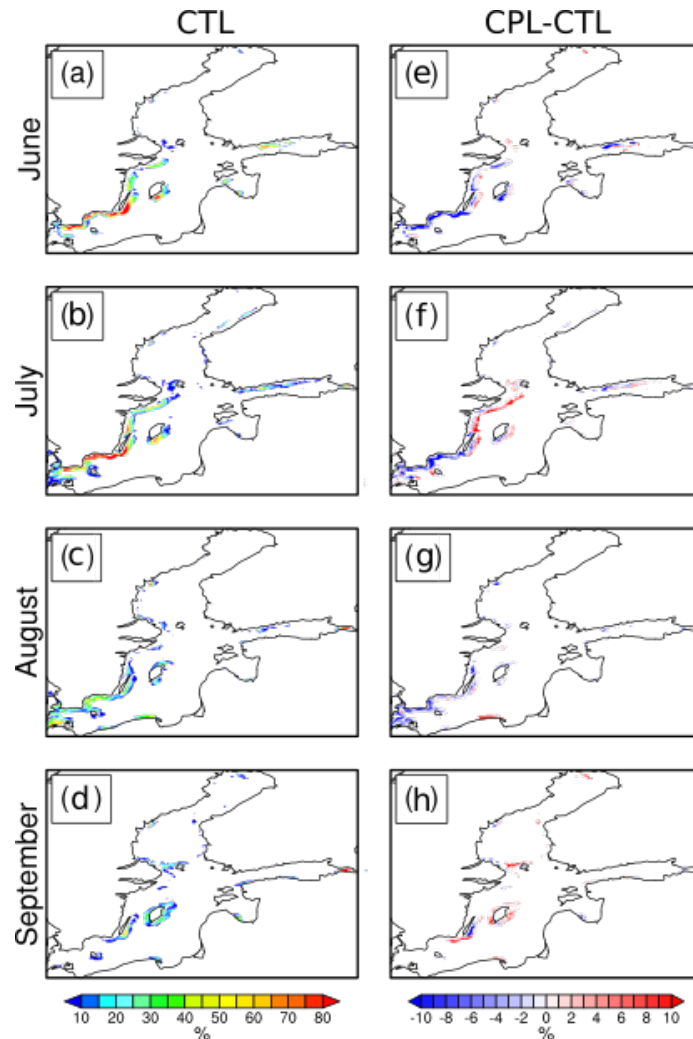 CTL CPL-CTL
June
(a) (e)
July
(b) (f)
August
(c) (g)
September
(d) (h)
10 20 30 40 50 60 70 80
%
-10 -8 -6 -4 -2 0 2 4 6 8 10
%